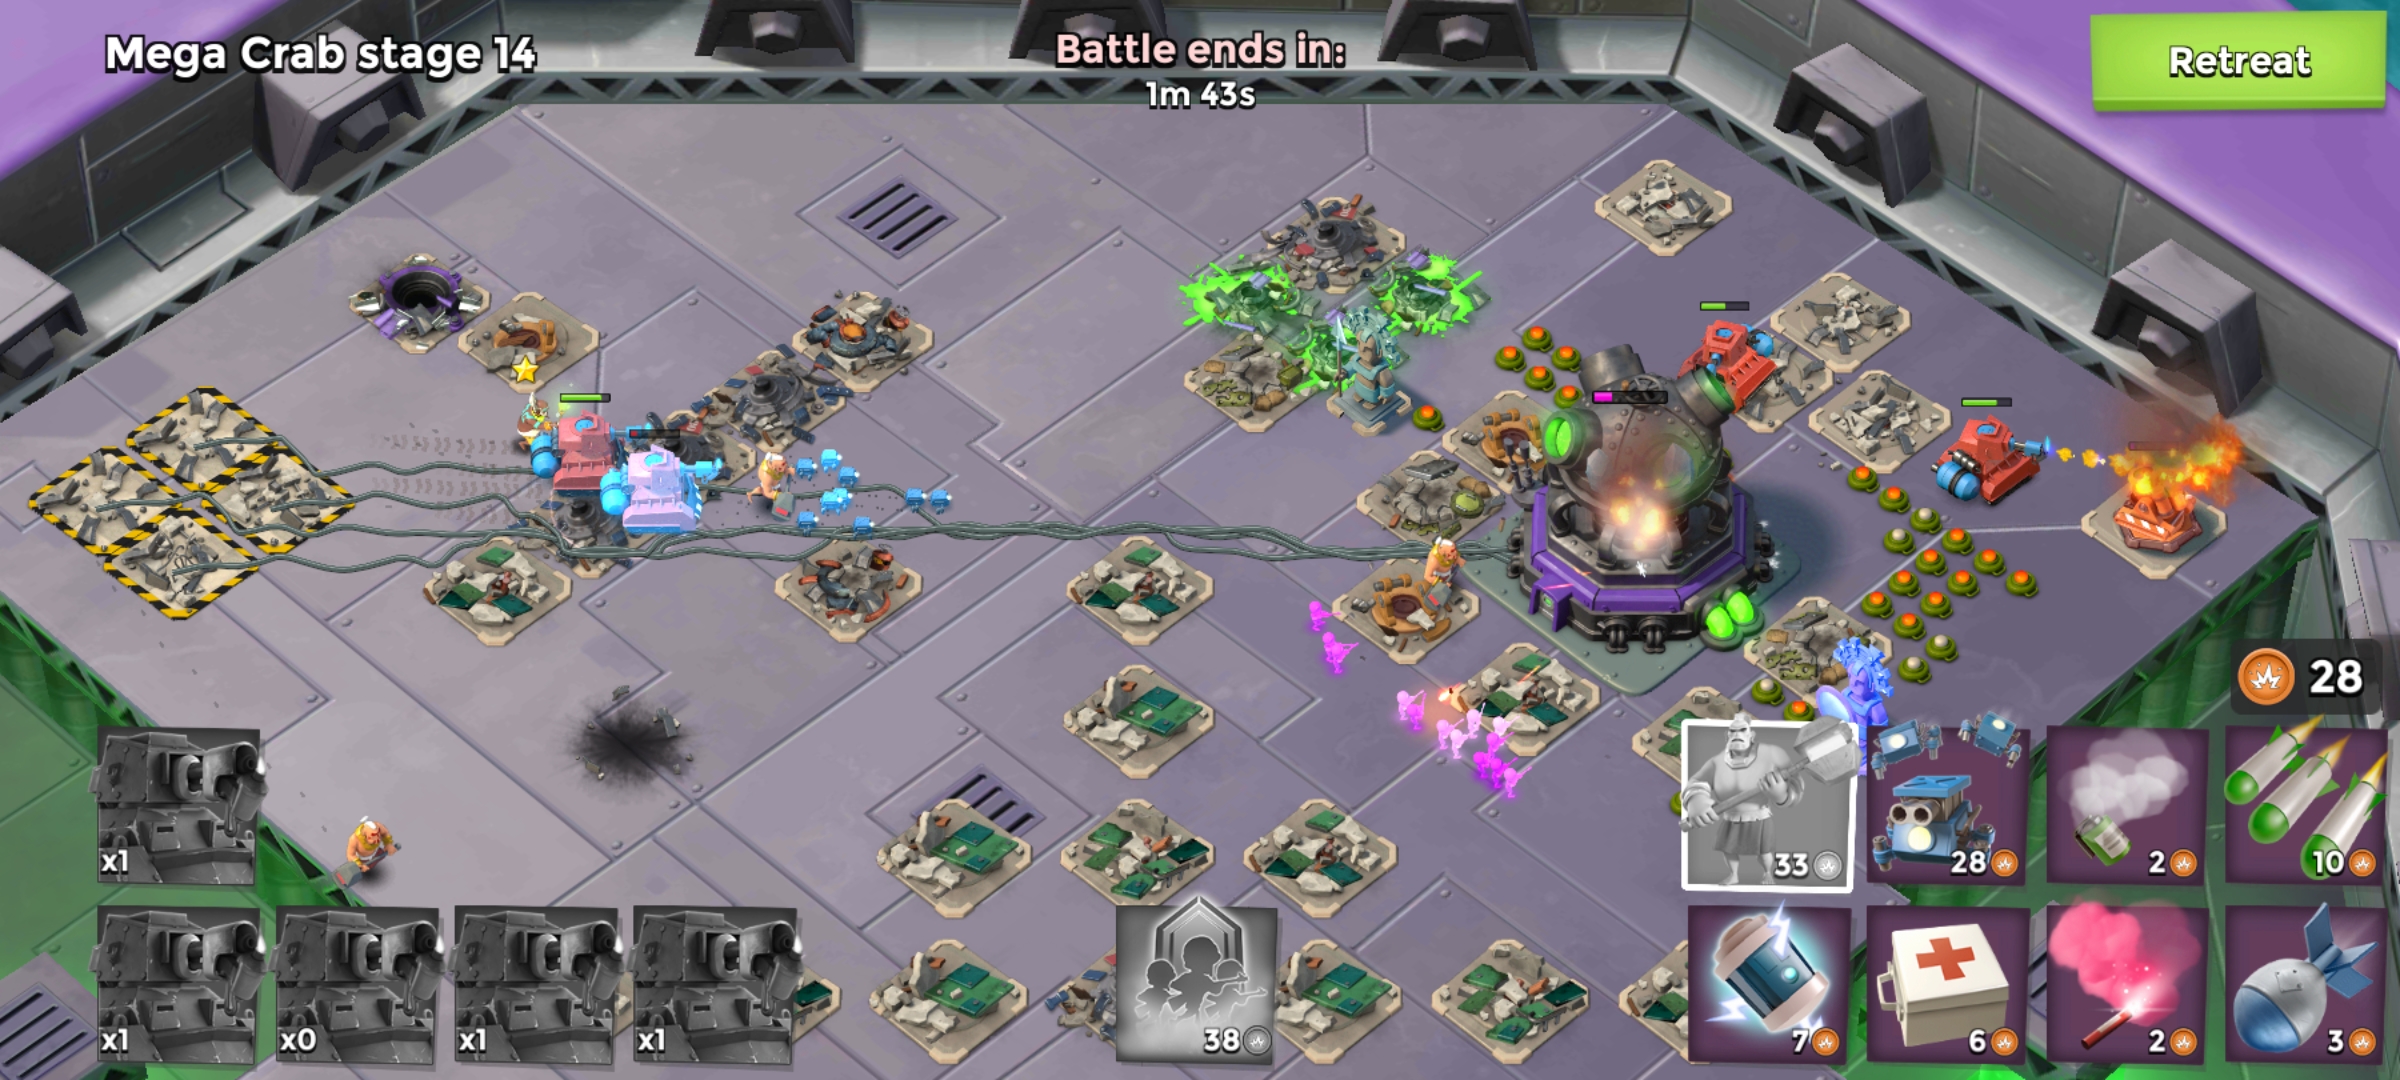 Mega Crab stage 14
Battle ends in:
1m 43s
Retreat
28
x1
33
28
2
10
x1
x0
x1
x1
38
7
6
2
3